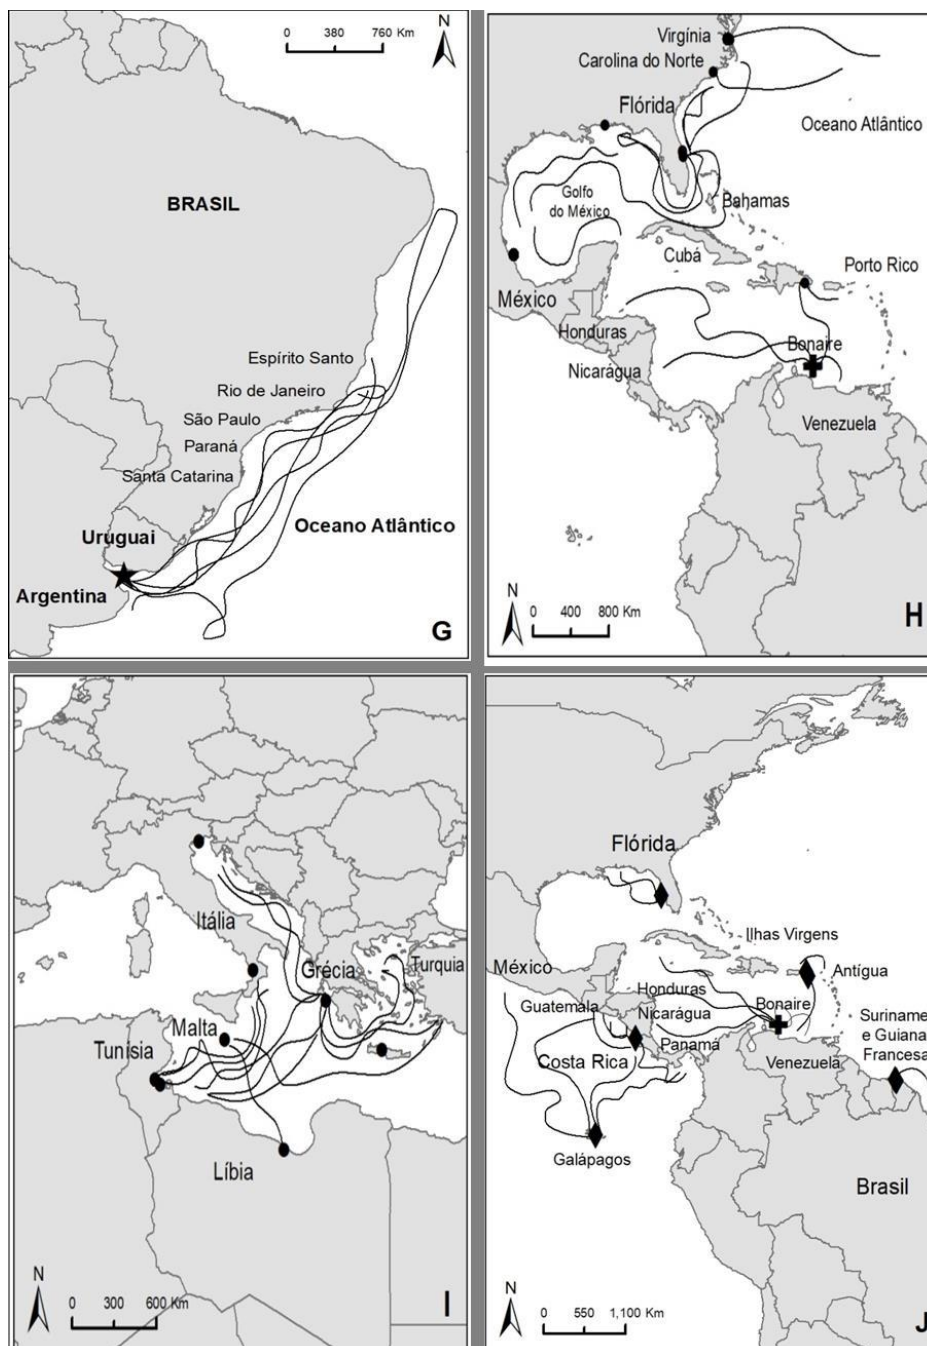 N
0 380 760 Km
BRASIL
Espírito Santo
Rio de Janeiro
São Paulo
Paraná
Santa Catarina
Oceano Atlântico
Uruguai
Argentina
G
Virgínia
Carolina do Norte
Flórida
Oceano Atlântico
Golfo
do México
Bahamas
Cubá
Porto Rico
México
Honduras
Bonaire
Nicarágua
Venezuela
N
0 400 800 Km
H
Itália
Grécia
Turquia
Malta
Tunísia
Líbia
N
0 300 600 Km
I
Flórida
Ilhas Virgens
México
Antígua
Honduras
Guatemala
Nicarágua
Bonaire
Suriname
e Guiana
Francesa
Costa Rica
Panamá
Venezuela
Galápagos
Brasil
N
0 550 1,100 Km
J